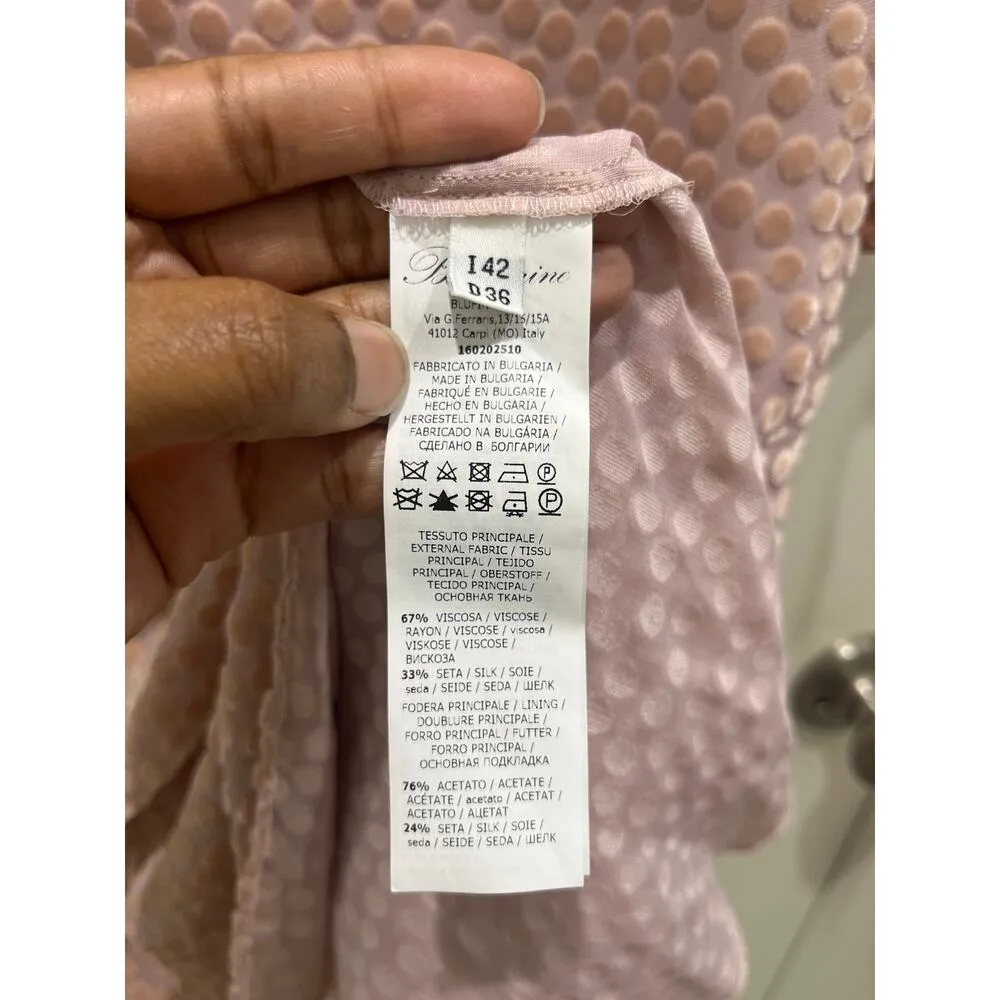 I 42
D 36
Via G.Ferraris,13/15/15A
41012 Carpi (MO) Italy
160202510
FABBRICATO IN BULGARIA /
MADE IN BULGARIA /
FABRIQUÉ EN BULGARIE /
HECHO EN BULGARIA /
HERGESTELLT IN BULGARIEN /
FABRICADO NA BULGÁRIA /
СДЕЛАНО В БОЛГАРИИ
P
P
TESSUTO PRINCIPALE /
EXTERNAL FABRIC / TISSU
PRINCIPAL / TEJIDO
PRINCIPAL / OBERSTOFF /
TECIDO PRINCIPAL /
ОСНОВНАЯ ТКАНЬ
67% VISCOSA / VISCOSE /
RAYON / VISCOSE / viscosa /
VISKOSE / VISCOSE /
ВИСКОЗА
33% SETA / SILK / SOIE /
seda / SEIDE / SEDA / ШЕЛК
FODERA PRINCIPALE / LINING /
DOUBLURE PRINCIPALE /
FORRO PRINCIPAL / FUTTER /
FORRO PRINCIPAL /
ОСНОВНАЯ ПОДКЛАДКА
76% ACETATO / ACETATE /
ACÉTATE / acetato / ACETAT /
ACETATO / АЦЕТАТ
24% SETA / SILK / SOIE /
seda / SEIDE / SEDA / ШЕЛК